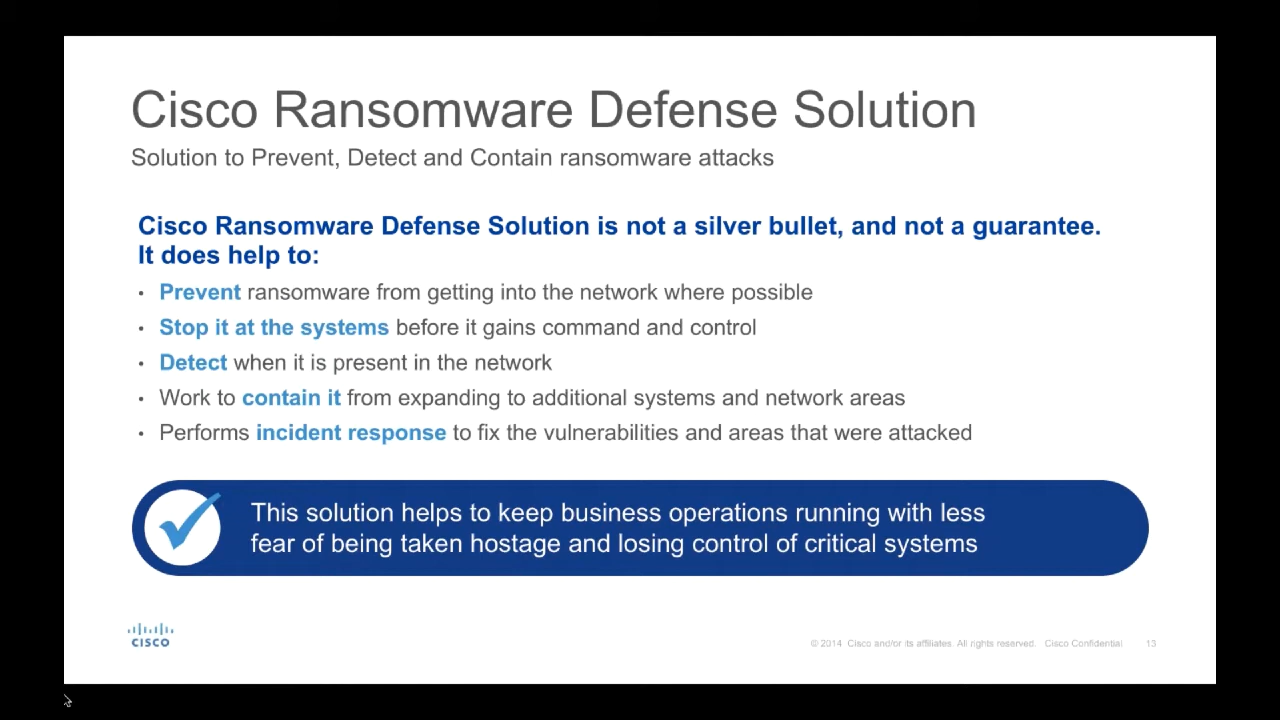 Cisco Ransomware Defense Solution
Solution to Prevent, Detect and Contain ransomware attacks
Cisco Ransomware Defense Solution is not a silver bullet, and not a guarantee.
It does help to:
• Prevent ransomware from getting into the network where possible
• Stop it at the systems before it gains command and control
• Detect when it is present in the network
• Work to contain it from expanding to additional systems and network areas
• Performs incident response to fix the vulnerabilities and areas that were attacked
This solution helps to keep business operations running with less
fear of being taken hostage and losing control of critical systems
CISCO
© 2014 Cisco and/or its affiliates. All rights reserved. Cisco Confidential 13